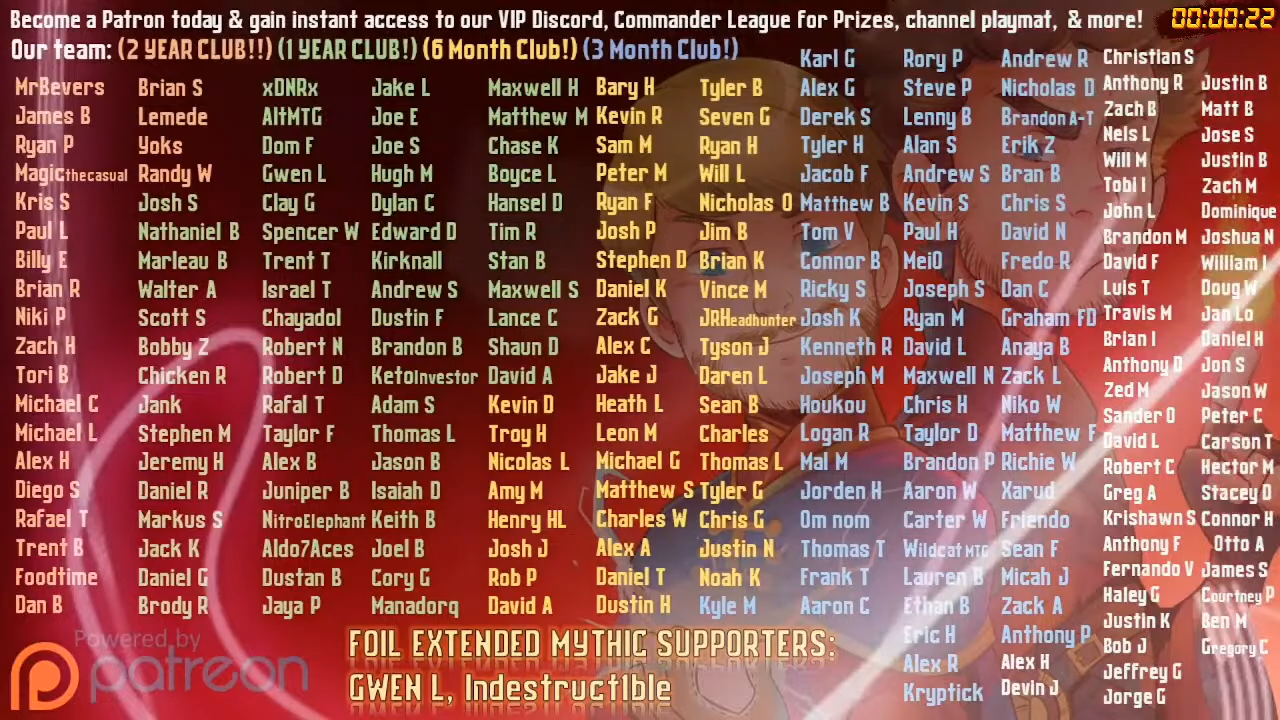 Become a Patron today & gain instant access to our VIP Discord, Commander League for Prizes, channel playmat, & more!
00:00:22
Our team: (2 YEAR CLUB!!) (1 YEAR CLUB!) (6 Month Club!) (3 Month Club!)
MrBevers
James B
Ryan P
Magicthecasual
Kris S
Paul L
Billy E
Brian R
Niki P
Zach H
Tori B
Michael C
Michael L
Alex H
Diego S
Rafael T
Trent B
Foodtime
Dan B
Brian S
Lemede
Yoks
Randy W
Josh S
Nathaniel B
Marleau B
Walter A
Scott S
Bobby Z
Chicken R
Jank
Stephen M
Jeremy H
Daniel R
Markus S
Jack K
Daniel G
Brody R
xDNRx
AltMTG
Dom F
Gwen L
Clay G
Spencer W
Trent T
Israel T
Chayadol
Robert N
Robert D
Rafal T
Taylor F
Alex B
Juniper B
NitroElephant
Aldo7Aces
Dustan B
Jaya P
Jake L
Joe E
Joe S
Hugh M
Dylan C
Edward D
Kirknall
Andrew S
Dustin F
Brandon B
KetoInvestor
Adam S
Thomas L
Jason B
Isaiah D
Keith B
Joel B
Cory G
Manadorq
Maxwell H
Matthew M
Chase K
Boyce L
Hansel D
Tim R
Stan B
Maxwell S
Lance C
Shaun D
David A
Kevin D
Troy H
Nicolas L
Amy M
Henry HL
Josh J
Rob P
David A
Bary H
Kevin R
Sam M
Peter M
Ryan F
Josh P
Stephen D
Daniel K
Zack G
Alex C
Jake J
Heath L
Leon M
Michael G
Matthew S
Charles W
Alex A
Daniel T
Dustin H
Tyler B
Seven G
Ryan H
Will L
Nicholas O
Jim B
Brian K
Vince M
JRHeadhunter
Tyson J
Daren L
Sean B
Charles
Thomas L
Tyler G
Chris G
Justin N
Noah K
Kyle M
Karl G
Alex G
Derek S
Tyler H
Jacob F
Matthew B
Tom V
Connor B
Ricky S
Josh K
Kenneth R
Joseph M
Houkou
Logan R
Mal M
Jorden H
Om nom
Thomas T
Frank T
Aaron C
Rory P
Steve P
Lenny B
Alan S
Andrew S
Kevin S
Paul H
MeiO
Joseph S
Ryan M
David L
Maxwell N
Chris H
Taylor D
Brandon P
Aaron W
Carter W
Wildcat MTG
Lauren B
Ethan B
Eric H
Alex R
Kryptick
Andrew R
Nicholas D
Brandon A-T
Erik Z
Bran B
Chris S
David N
Fredo R
Dan C
Graham FD
Anaya B
Zack L
Niko W
Matthew F
Richie W
Xarud
Friendo
Sean F
Micah J
Zack A
Anthony P
Alex H
Devin J
Christian S
Anthony R
Zach B
Nels L
Will M
Tobi I
John L
Brandon M
David F
Luis T
Travis M
Brian I
Anthony D
Zed M
Sander O
David L
Robert C
Greg A
Krishawn S
Anthony F
Fernando V
Haley G
Justin K
Bob J
Jeffrey G
Jorge G
Justin B
Matt B
Jose S
Justin B
Zach M
Dominique
Joshua N
William I
Doug W
Jan Lo
Daniel H
Jon S
Jason W
Peter C
Carson T
Hector M
Stacey D
Connor H
Otto A
James S
Courtney P
Ben M
Gregory C
Powered by
patreon
FOIL EXTENDED MYTHIC SUPPORTERS:
GWEN L, Indestruct1ble